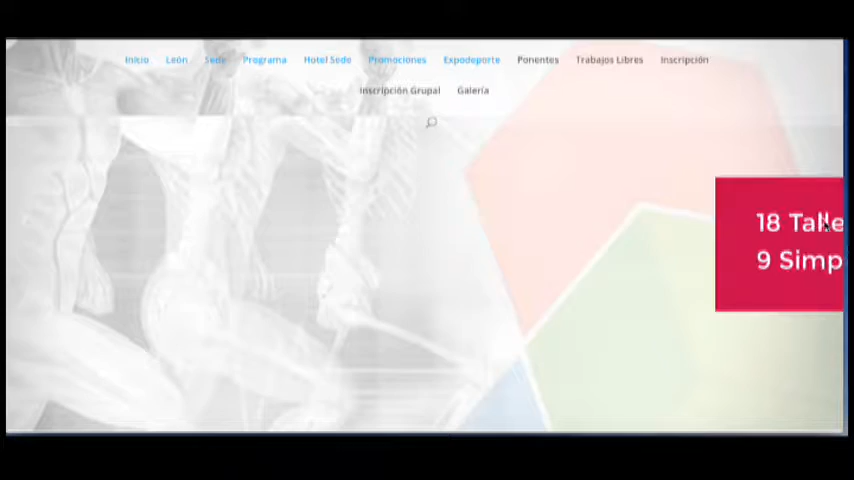 Inicio León Sede Programa Hotel Sede Promociones Expodeporte Ponentes Trabajos Libres Inscripción
Inscripción Grupal Galería
18 Talle
9 Simp